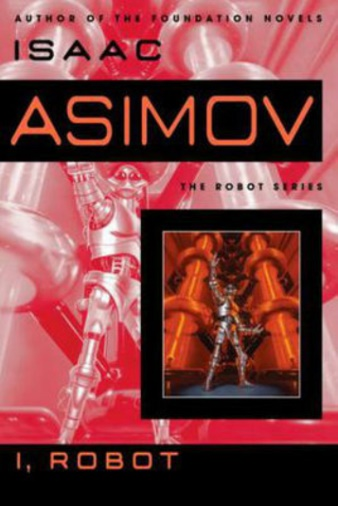 AUTHOR OF THE FOUNDATION NOVELS
ISAAC
ASIMOV
THE ROBOT SERIES
I, ROBOT